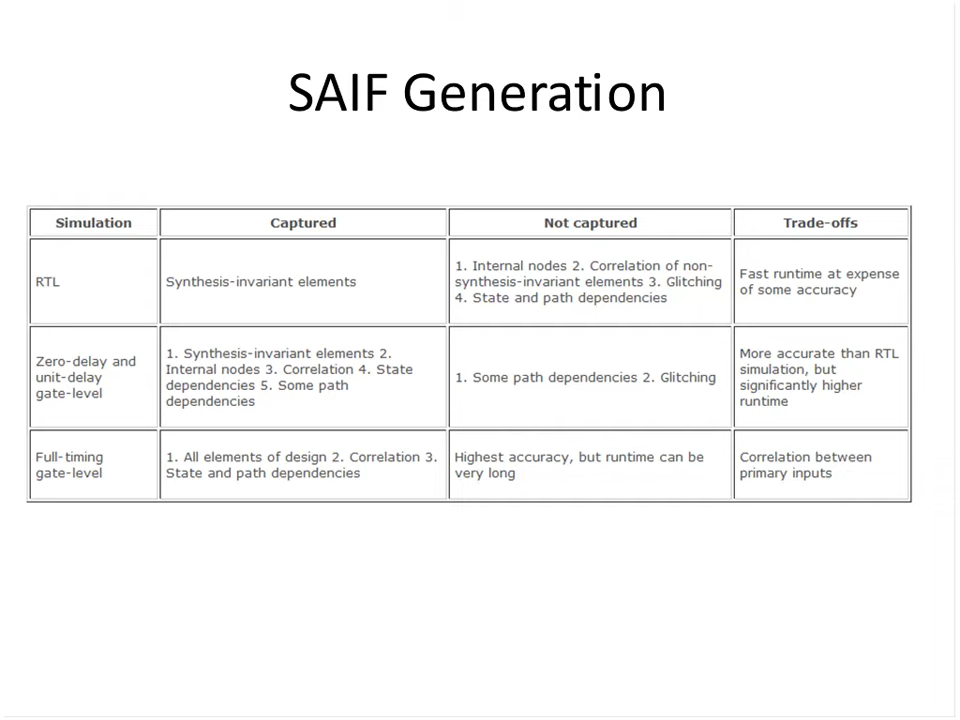 SAIF Generation
Simulation
Captured
Not captured
Trade-offs
RTL
Synthesis-invariant elements
1. Internal nodes 2. Correlation of non-
synthesis-invariant elements 3. Glitching
4. State and path dependencies
Fast runtime at expense
of some accuracy
Zero-delay and
unit-delay
gate-level
1. Synthesis-invariant elements 2.
Internal nodes 3. Correlation 4. State
dependencies 5. Some path
dependencies
1. Some path dependencies 2. Glitching
More accurate than RTL
simulation, but
significantly higher
runtime
Full-timing
gate-level
1. All elements of design 2. Correlation 3.
State and path dependencies
Highest accuracy, but runtime can be
very long
Correlation between
primary inputs